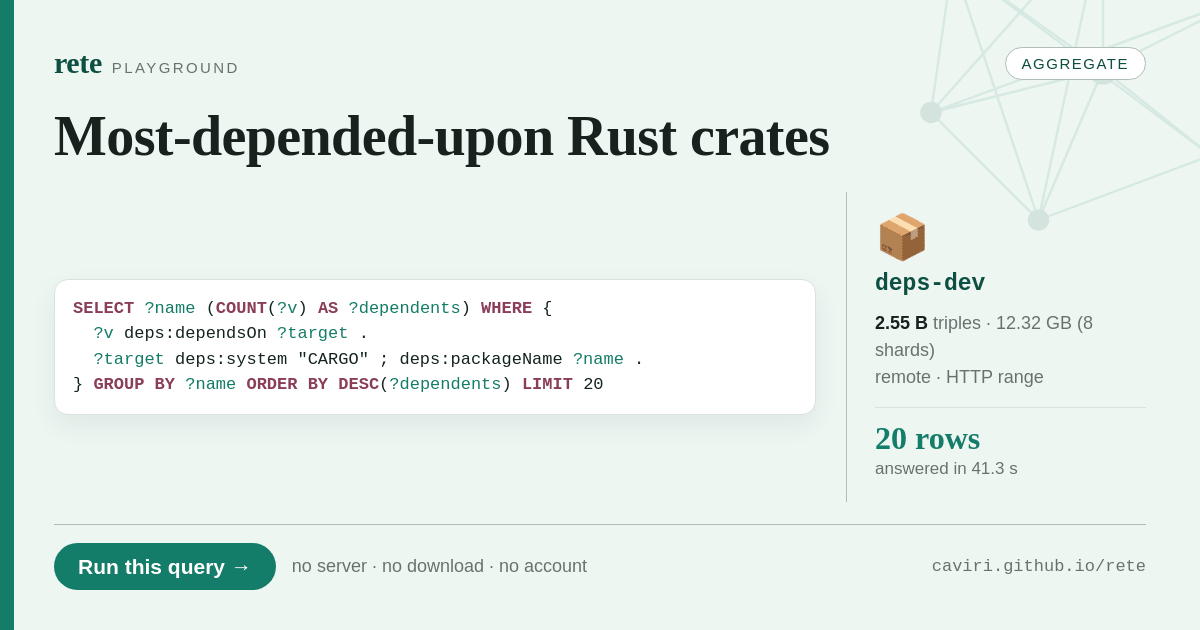 rete PLAYGROUND
AGGREGATE
Most-depended-upon Rust crates
SELECT ?name (COUNT(?v) AS ?dependents) WHERE {
  ?v deps:dependsOn ?target .
  ?target deps:system "CARGO" ; deps:packageName ?name .
} GROUP BY ?name ORDER BY DESC(?dependents) LIMIT 20
deps-dev
2.55 B triples · 12.32 GB (8
shards)
remote · HTTP range
20 rows
answered in 41.3 s
Run this query →
no server · no download · no account
caviri.github.io/rete